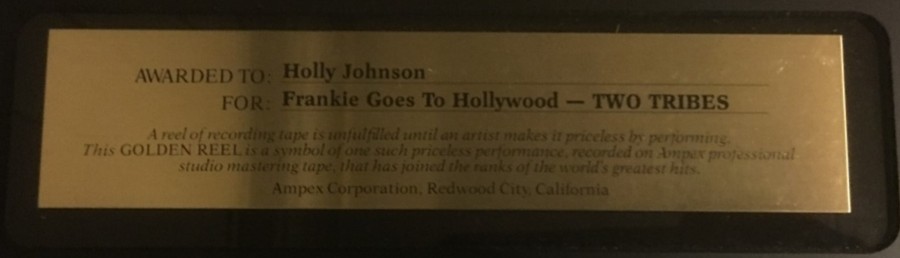 AWARDED TO: Holly Johnson
FOR: Frankie Goes To Hollywood — TWO TRIBES
A reel of recording tape is unfulfilled until an artist makes it priceless by performing.
This GOLDEN REEL is a symbol of one such priceless performance, recorded on Ampex professional
studio mastering tape, that has joined the ranks of the world's greatest hits.
Ampex Corporation, Redwood City, California